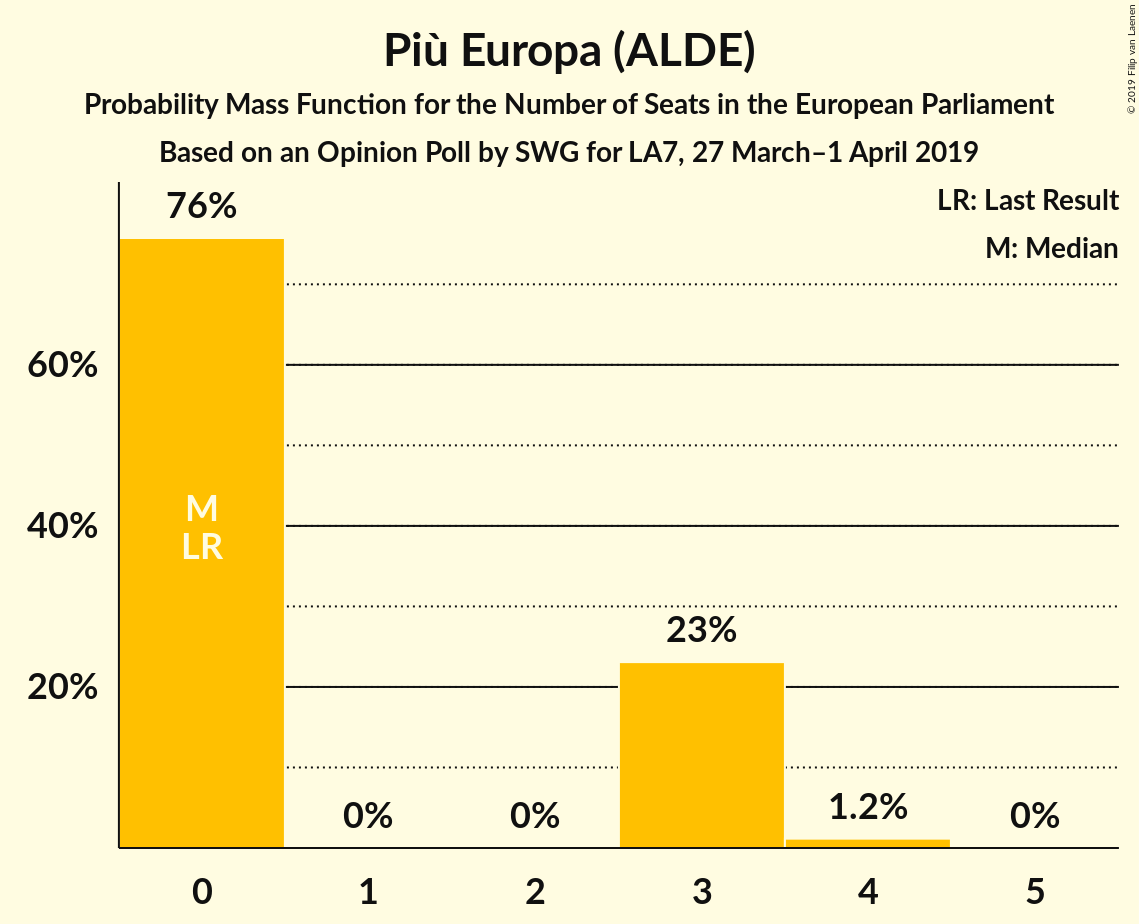 Più Europa (ALDE)
Probability Mass Function for the Number of Seats in the European Parliament
Based on an Opinion Poll by SWG for LA7, 27 March–1 April 2019
© 2019 Filip van Laenen
LR: Last Result
M: Median
76%
60%
40%
20%
M
LR
0%
0%
23%
1.2%
0%
0 1 2 3 4 5